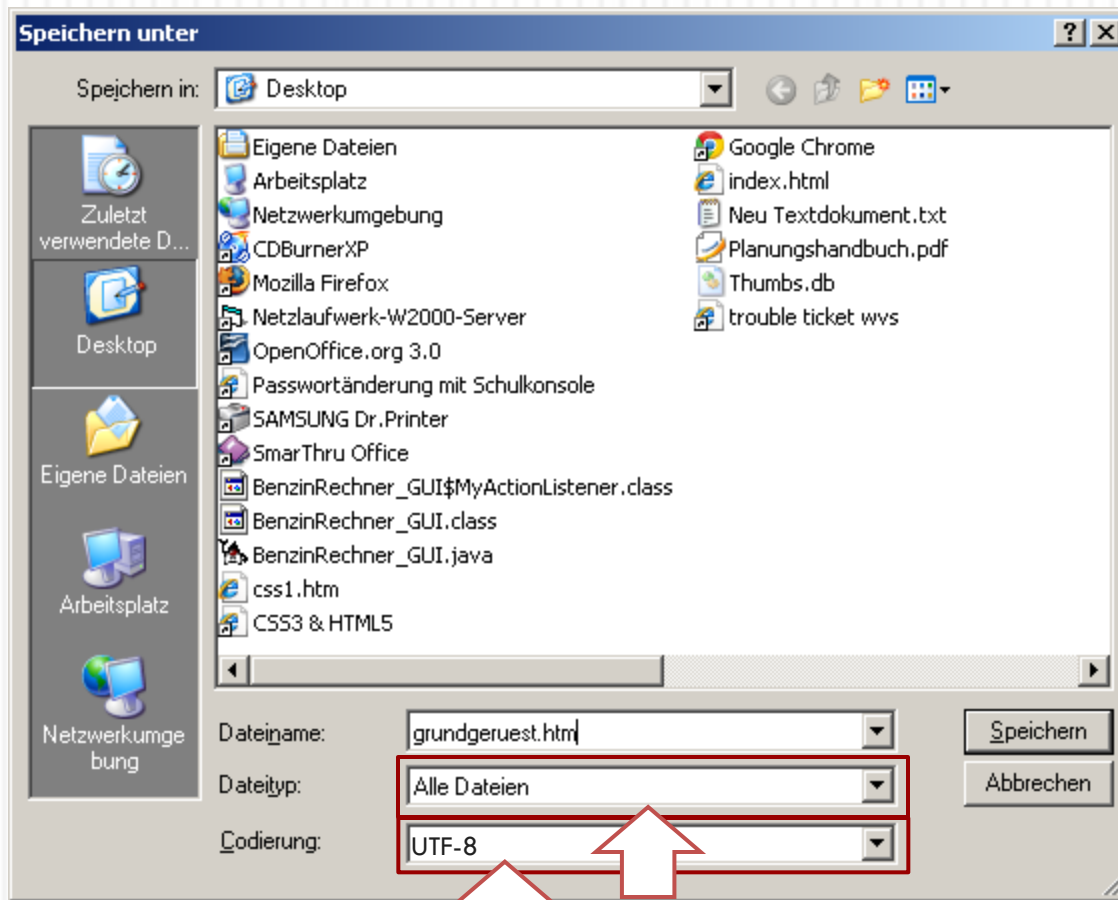 Speichern unter
Speichern in:
Desktop
Zuletzt
verwendete D...
Desktop
Eigene Dateien
Arbeitsplatz
Netzwerkumge
bung
Eigene Dateien
Arbeitsplatz
Netzwerkumgebung
CDBurnerXP
Mozilla Firefox
Netzlaufwerk-W2000-Server
OpenOffice.org 3.0
Passwortänderung mit Schulkonsole
SAMSUNG Dr.Printer
SmarThru Office
BenzinRechner_GUI$MyActionListener.class
BenzinRechner_GUI.class
BenzinRechner_GUI.java
css1.htm
CSS3 & HTML5
Google Chrome
index.html
Neu Textdokument.txt
Planungshandbuch.pdf
Thumbs.db
trouble ticket wvs
Dateiname:
grundgeruest.htm
Speichern
Dateityp:
Alle Dateien
Abbrechen
Codierung:
UTF-8